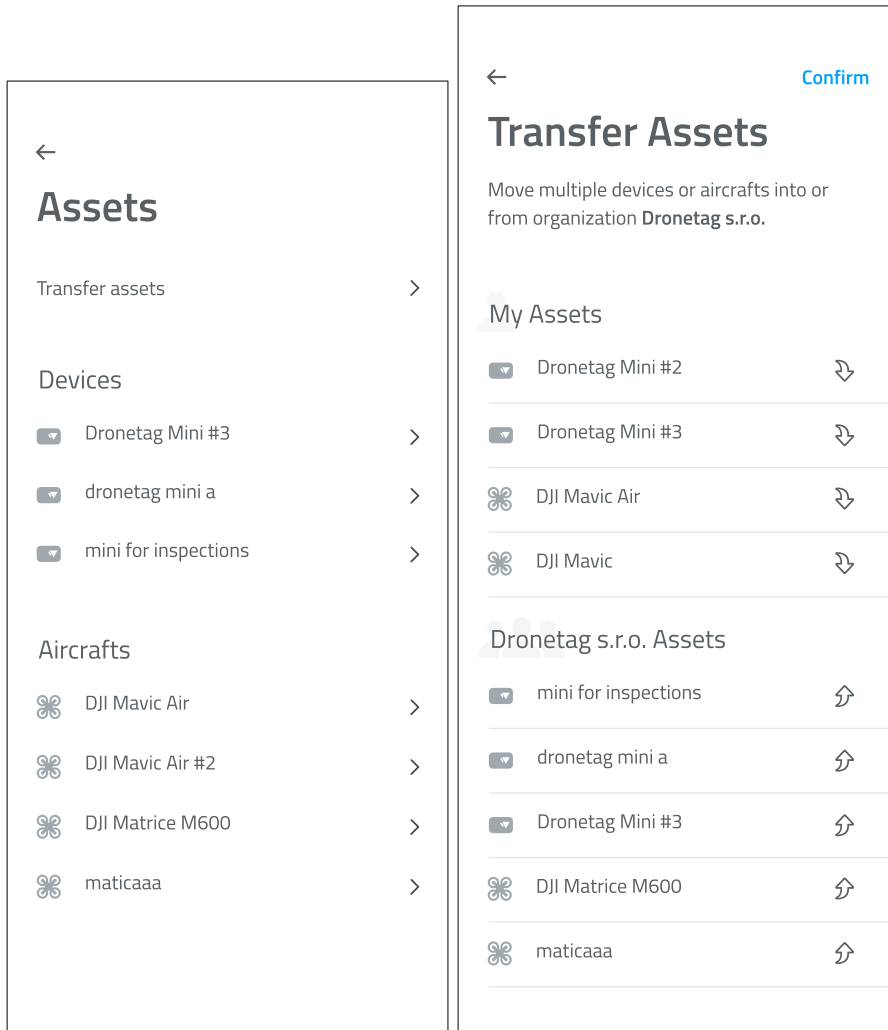 Assets
Transfer assets
Devices
Dronetag Mini #3
dronetag mini a
mini for inspections
Aircrafts
DJI Mavic Air
DJI Mavic Air #2
DJI Matrice M600
maticaaa
Confirm
Transfer Assets
Move multiple devices or aircrafts into or
from organization Dronetag s.r.o.
My Assets
Dronetag Mini #2
Dronetag Mini #3
DJI Mavic Air
DJI Mavic
Dronetag s.r.o. Assets
mini for inspections
dronetag mini a
Dronetag Mini #3
DJI Matrice M600
maticaaa